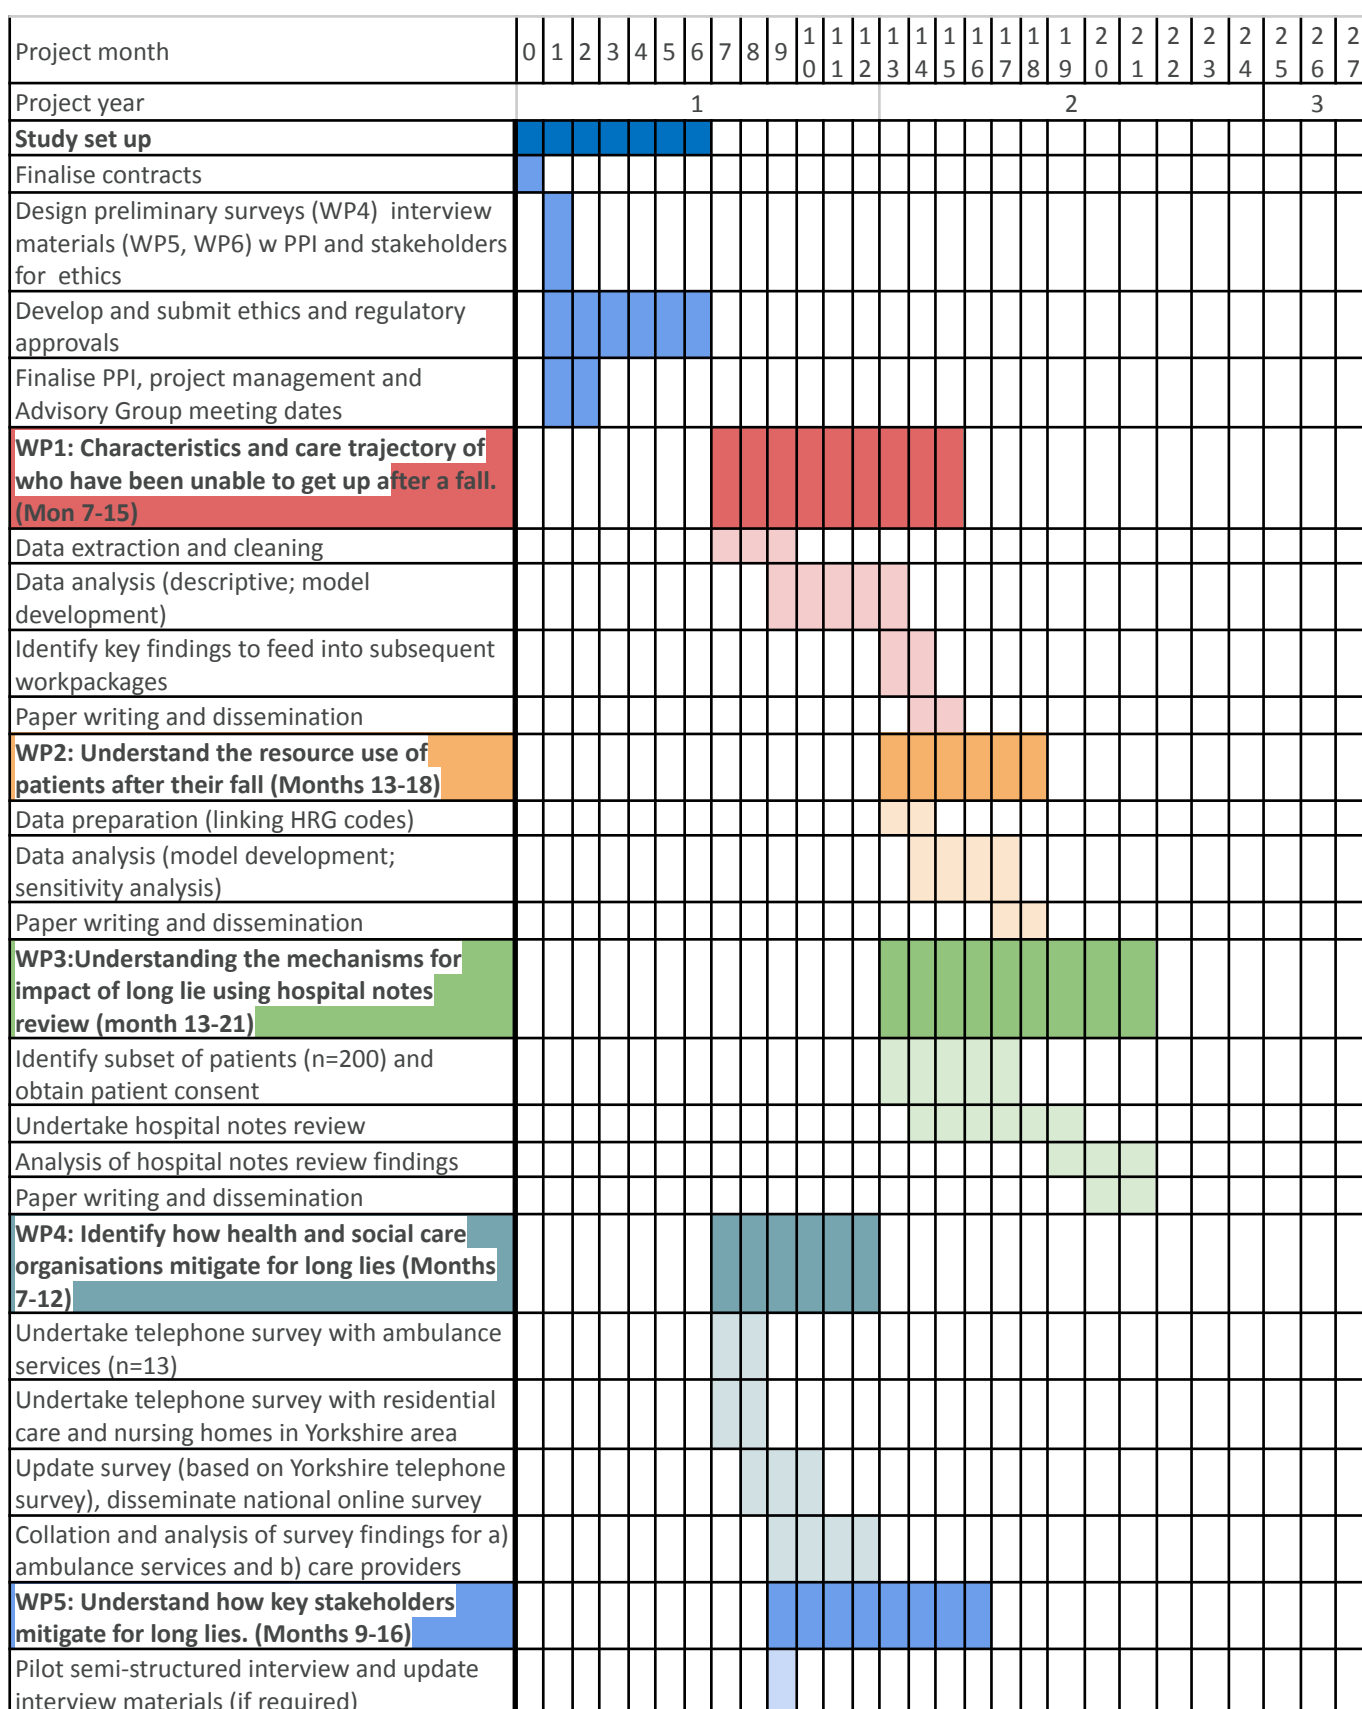 Project month 0 1 2 3 4 5 6 7 8 9 10 11 12 13 14 15 16 17 18 19 20 21 22 23 24 25 26 27
Project year 1 2 3
Study set up
Finalise contracts
Design preliminary surveys (WP4) interview
materials (WP5, WP6) w PPI and stakeholders
for ethics
Develop and submit ethics and regulatory
approvals
Finalise PPI, project management and
Advisory Group meeting dates
WP1: Characteristics and care trajectory of
who have been unable to get up after a fall.
(Mon 7-15)
Data extraction and cleaning
Data analysis (descriptive; model
development)
Identify key findings to feed into subsequent
workpackages
Paper writing and dissemination
WP2: Understand the resource use of
patients after their fall (Months 13-18)
Data preparation (linking HRG codes)
Data analysis (model development;
sensitivity analysis)
Paper writing and dissemination
WP3:Understanding the mechanisms for
impact of long lie using hospital notes
review (month 13-21)
Identify subset of patients (n=200) and
obtain patient consent
Undertake hospital notes review
Analysis of hospital notes review findings
Paper writing and dissemination
WP4: Identify how health and social care
organisations mitigate for long lies (Months
7-12)
Undertake telephone survey with ambulance
services (n=13)
Undertake telephone survey with residential
care and nursing homes in Yorkshire area
Update survey (based on Yorkshire telephone
survey), disseminate national online survey
Collation and analysis of survey findings for a)
ambulance services and b) care providers
WP5: Understand how key stakeholders
mitigate for long lies. (Months 9-16)
Pilot semi-structured interview and update
interview materials (if required)